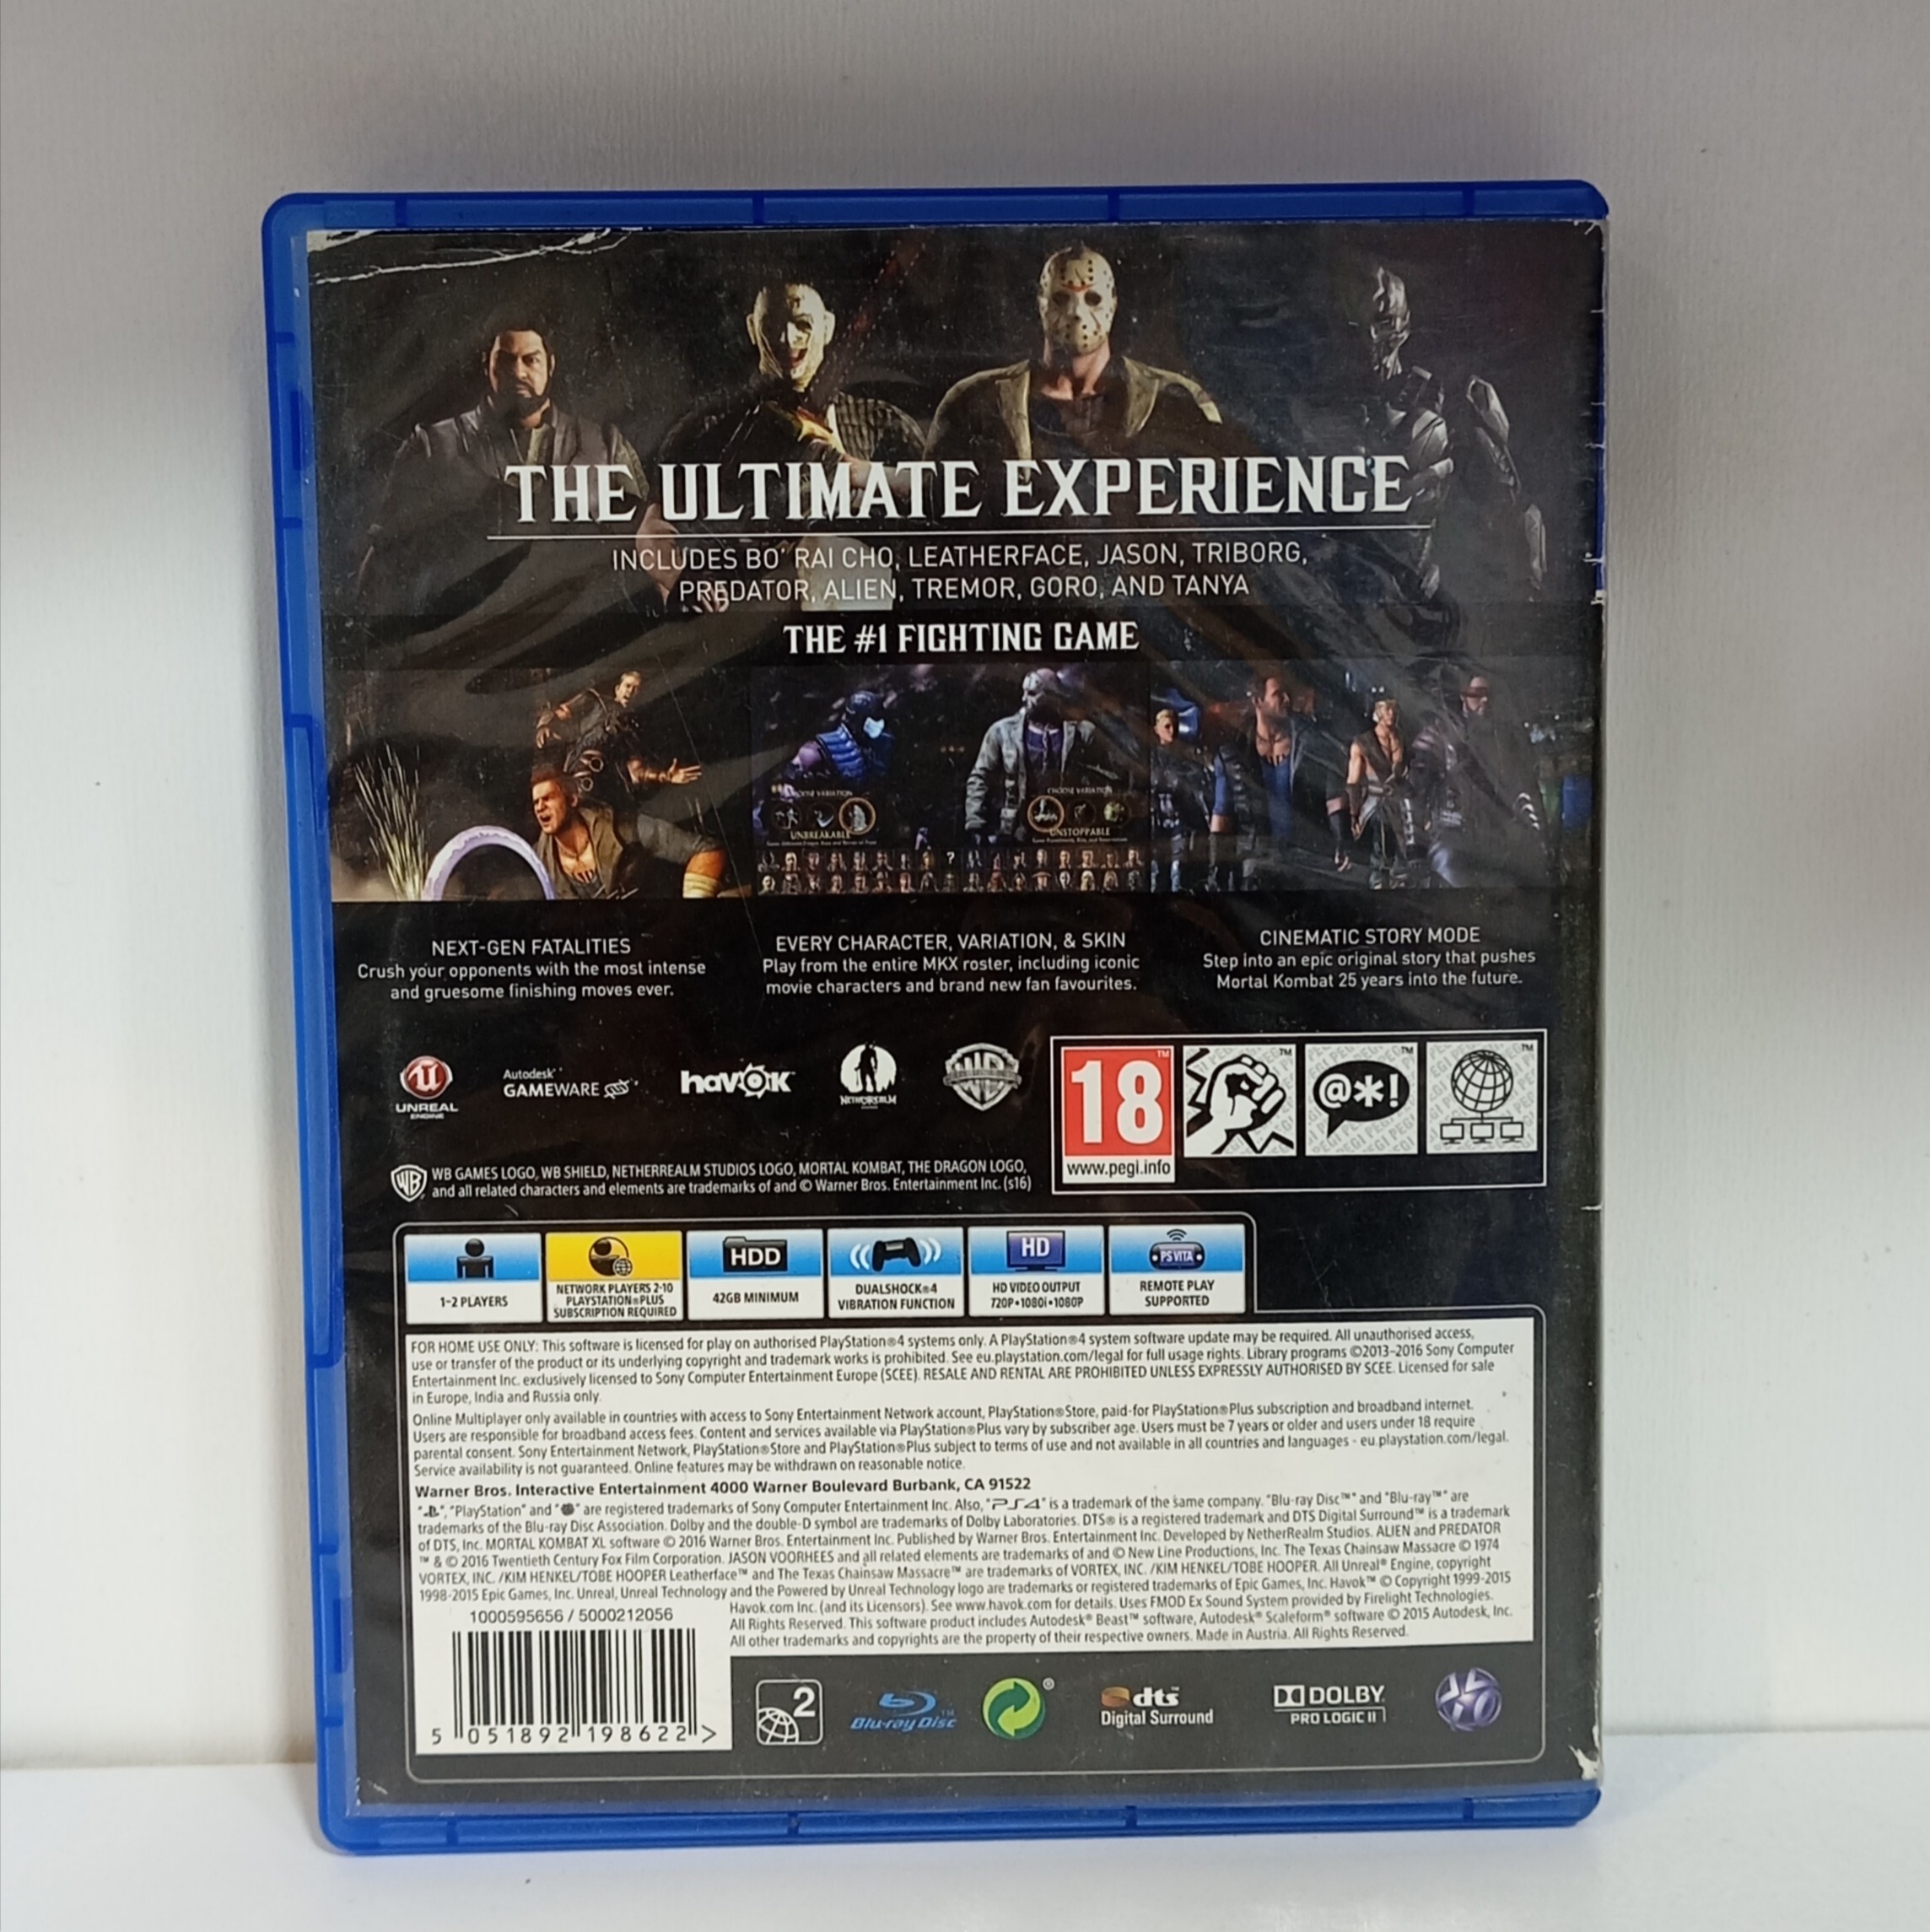 THE ULTIMATE EXPERIENCE
INCLUDES BO' RAI CHO, LEATHERFACE, JASON, TRIBORG,
PREDATOR, ALIEN, TREMOR, GORO, AND TANYA
THE #1 FIGHTING GAME
CHOOSE VARIATION
UNBREAKABLE
CHOOSE VARIATION
UNSTOPPABLE
NEXT-GEN FATALITIES
Crush your opponents with the most intense
and gruesome finishing moves ever.
EVERY CHARACTER, VARIATION, & SKIN
Play from the entire MKX roster, including iconic
movie characters and brand new fan favourites.
CINEMATIC STORY MODE
Step into an epic original story that pushes
Mortal Kombat 25 years into the future.
UNREAL
ENGINE
Autodesk
GAMEWARE
havok
NETHERREALM
WB
18
www.pegi.info
@*!
WB GAMES LOGO, WB SHIELD, NETHERREALM STUDIOS LOGO, MORTAL KOMBAT, THE DRAGON LOGO,
and all related characters and elements are trademarks of and © Warner Bros. Entertainment Inc. (s16)
1-2 PLAYERS
NETWORK PLAYERS 2-10
PLAYSTATION®PLUS
SUBSCRIPTION REQUIRED
HDD
42GB MINIMUM
DUALSHOCK®4
VIBRATION FUNCTION
HD
HD VIDEO OUTPUT
720P•1080i•1080P
PS VITA
REMOTE PLAY
SUPPORTED
FOR HOME USE ONLY: This software is licensed for play on authorised PlayStation®4 systems only. A PlayStation®4 system software update may be required. All unauthorised access,
use or transfer of the product or its underlying copyright and trademark works is prohibited. See eu.playstation.com/legal for full usage rights. Library programs ©2013-2016 Sony Computer
Entertainment Inc. exclusively licensed to Sony Computer Entertainment Europe (SCEE). RESALE AND RENTAL ARE PROHIBITED UNLESS EXPRESSLY AUTHORISED BY SCEE. Licensed for sale
in Europe, India and Russia only.
Online Multiplayer only available in countries with access to Sony Entertainment Network account, PlayStation®Store, paid-for PlayStation®Plus subscription and broadband internet.
Users are responsible for broadband access fees. Content and services available via PlayStation®Plus vary by subscriber age. Users must be 7 years or older and users under 18 require
parental consent. Sony Entertainment Network, PlayStation®Store and PlayStation®Plus subject to terms of use and not available in all countries and languages - eu.playstation.com/legal.
Service availability is not guaranteed. Online features may be withdrawn on reasonable notice.
Warner Bros. Interactive Entertainment 4000 Warner Boulevard Burbank, CA 91522
" ", "PlayStation" and " " are registered trademarks of Sony Computer Entertainment Inc. Also, "PS4" is a trademark of the same company. "Blu-ray Disc™" and "Blu-ray™" are
trademarks of the Blu-ray Disc Association. Dolby and the double-D symbol are trademarks of Dolby Laboratories. DTS® is a registered trademark and DTS Digital Surround™ is a trademark
of DTS, Inc. MORTAL KOMBAT XL software © 2016 Warner Bros. Entertainment Inc. Published by Warner Bros. Entertainment Inc. Developed by NetherRealm Studios. ALIEN and PREDATOR
™ & © 2016 Twentieth Century Fox Film Corporation. JASON VOORHEES and all related elements are trademarks of and © New Line Productions, Inc. The Texas Chainsaw Massacre © 1974
VORTEX, INC. /KIM HENKEL/TOBE HOOPER Leatherface™ and The Texas Chainsaw Massacre™ are trademarks of VORTEX, INC. /KIM HENKEL/TOBE HOOPER. All Unreal® Engine, copyright
1998-2015 Epic Games, Inc. Unreal, Unreal Technology and the Powered by Unreal Technology logo are trademarks or registered trademarks of Epic Games, Inc. Havok™ © Copyright 1999-2015
Havok.com Inc. (and its Licensors). See www.havok.com for details. Uses FMOD Ex Sound System provided by Firelight Technologies.
All Rights Reserved. This software product includes Autodesk® Beast™ software, Autodesk® Scaleform® software © 2015 Autodesk, Inc.
All other trademarks and copyrights are the property of their respective owners. Made in Austria. All Rights Reserved.
1000595656 / 5000212056
5 051892 198622 >
2
Blu-ray Disc™
dts
Digital Surround
DOLBY
PRO LOGIC II